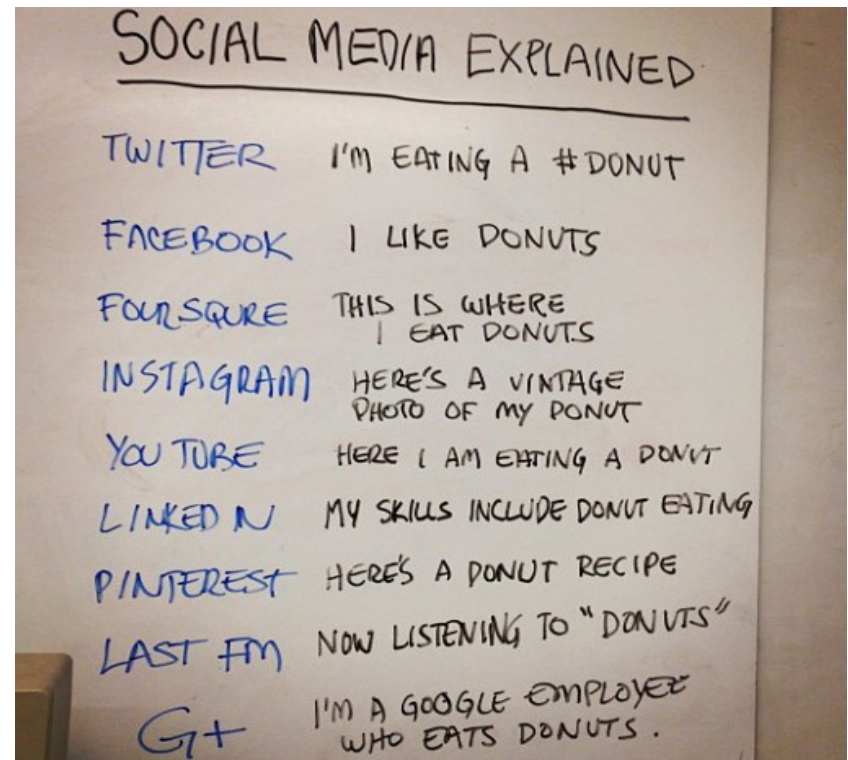 SOCIAL MEDIA EXPLAINED
TWITTER I'M EATING A #DONUT
FACEBOOK I LIKE DONUTS
FOURSQURE THIS IS WHERE
I EAT DONUTS
INSTAGRAM HERE'S A VINTAGE
PHOTO OF MY DONUT
YOU TUBE HERE I AM EATING A DONUT
LINKED IN MY SKILLS INCLUDE DONUT EATING
PINTEREST HERE'S A DONUT RECIPE
LAST FM NOW LISTENING TO "DONUTS"
G+ I'M A GOOGLE EMPLOYEE
WHO EATS DONUTS.